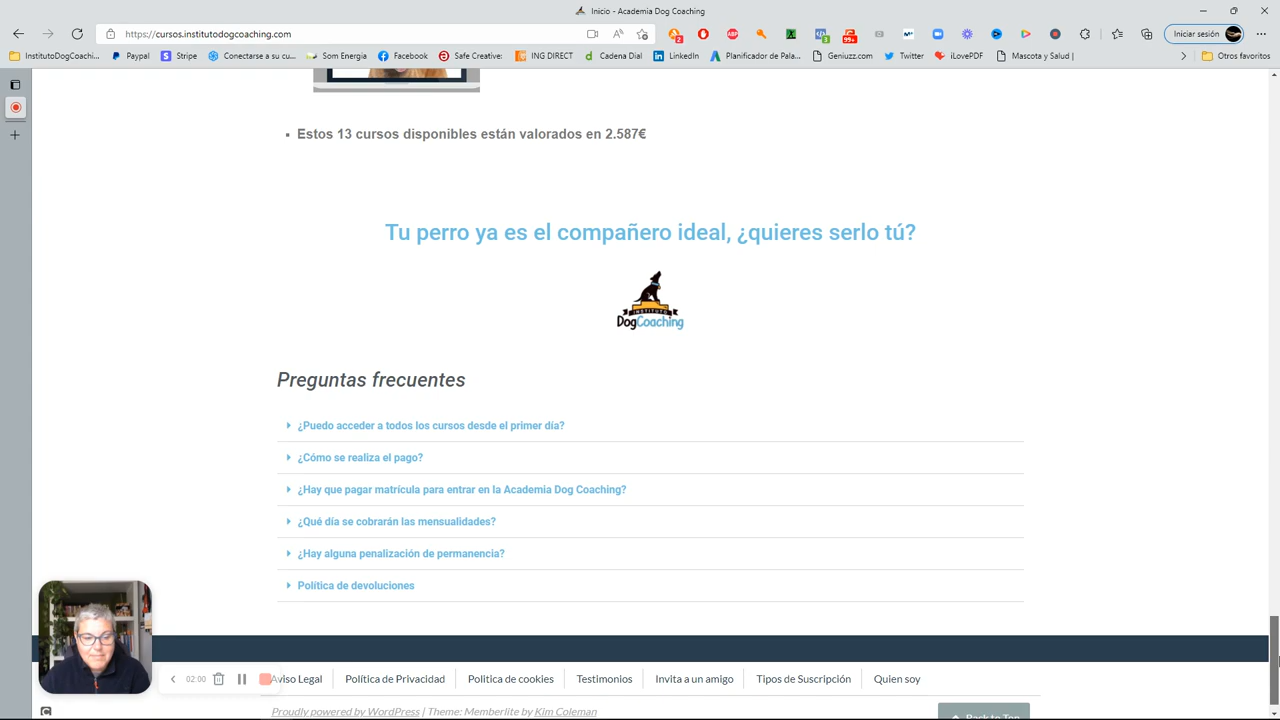 Inicio - Academia Dog Coaching
https://cursos.institutodogcoaching.com
Iniciar sesión
InstitutoDogCoachi...
Paypal
Stripe
Conectarse a su cu...
Som Energia
Facebook
Safe Creative:
ING DIRECT
Cadena Dial
LinkedIn
Planificador de Pala...
Geniuzz.com
Twitter
iLovePDF
Mascota y Salud |
Otros favoritos
Estos 13 cursos disponibles están valorados en 2.587€
Tu perro ya es el compañero ideal, ¿quieres serlo tú?
INSTITUTO
DogCoaching
Preguntas frecuentes
¿Puedo acceder a todos los cursos desde el primer día?
¿Cómo se realiza el pago?
¿Hay que pagar matrícula para entrar en la Academia Dog Coaching?
¿Qué día se cobrarán las mensualidades?
¿Hay alguna penalización de permanencia?
Política de devoluciones
02:00
Aviso Legal
Política de Privacidad
Politica de cookies
Testimonios
Invita a un amigo
Tipos de Suscripción
Quien soy
Proudly powered by WordPress | Theme: Memberlite by Kim Coleman
Back to Top